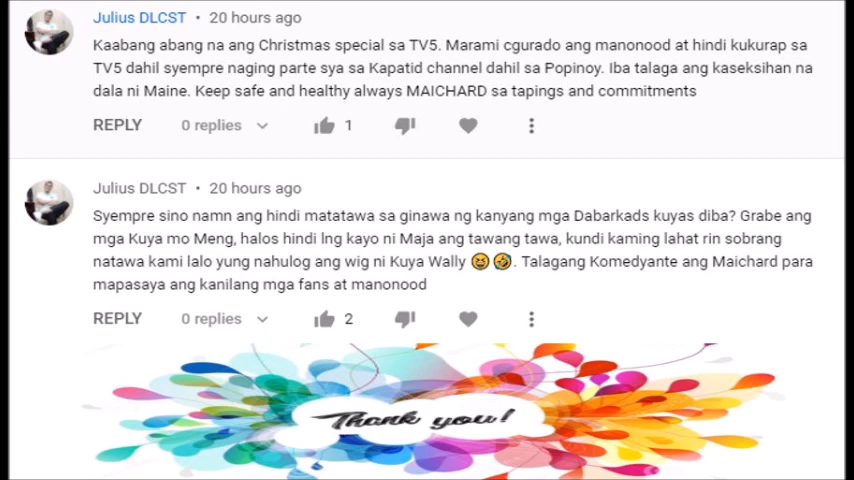 Julius DLCST • 20 hours ago
Kaabang abang na ang Christmas special sa TV5. Marami cgurado ang manonood at hindi kukurap sa
TV5 dahil syempre naging parte sya sa Kapatid channel dahil sa Popinoy. Iba talaga ang kaseksihan na
dala ni Maine. Keep safe and healthy always MAICHARD sa tapings and commitments
REPLY 0 replies 1
Julius DLCST • 20 hours ago
Syempre sino namn ang hindi matatawa sa ginawa ng kanyang mga Dabarkads kuyas diba? Grabe ang
mga Kuya mo Meng, halos hindi lng kayo ni Maja ang tawang tawa, kundi kaming lahat rin sobrang
natawa kami lalo yung nahulog ang wig ni Kuya Wally 😆🤣. Talagang Komedyante ang Maichard para
mapasaya ang kanilang mga fans at manonood
REPLY 0 replies 2
Thank you!